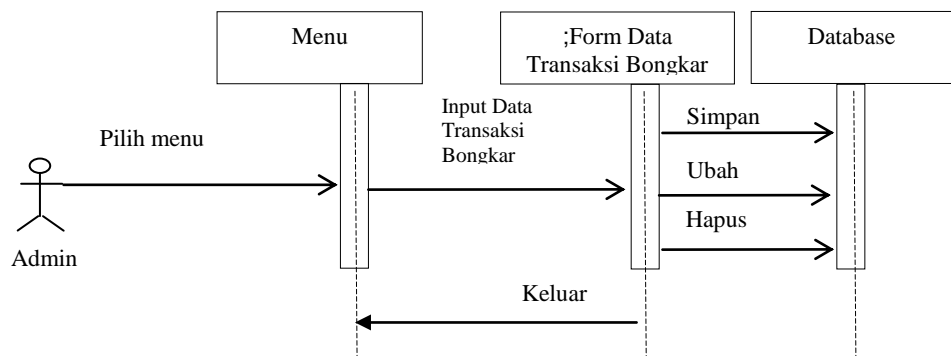 Menu
;Form Data
Transaksi Bongkar
Database
Pilih menu
Input Data
Transaksi
Bongkar
Simpan
Ubah
Hapus
Admin
Keluar